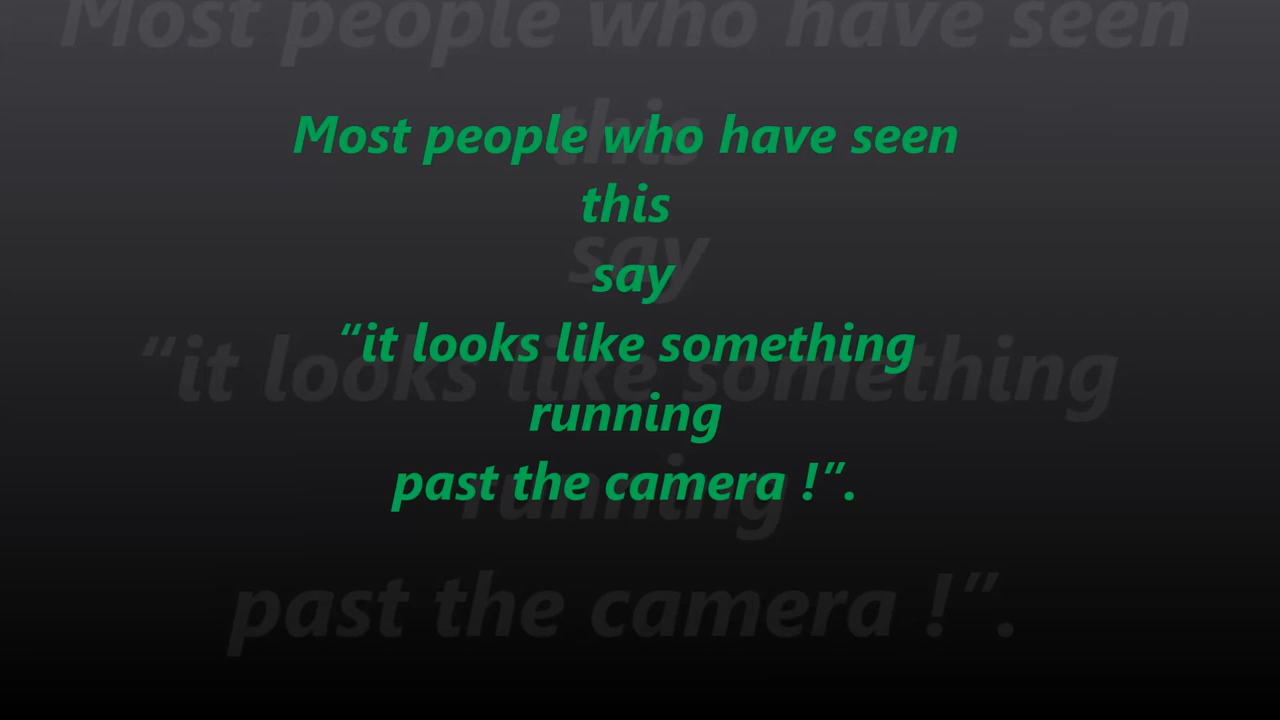 Most people who have seen
this
say
“it looks like something
running
past the camera !”.